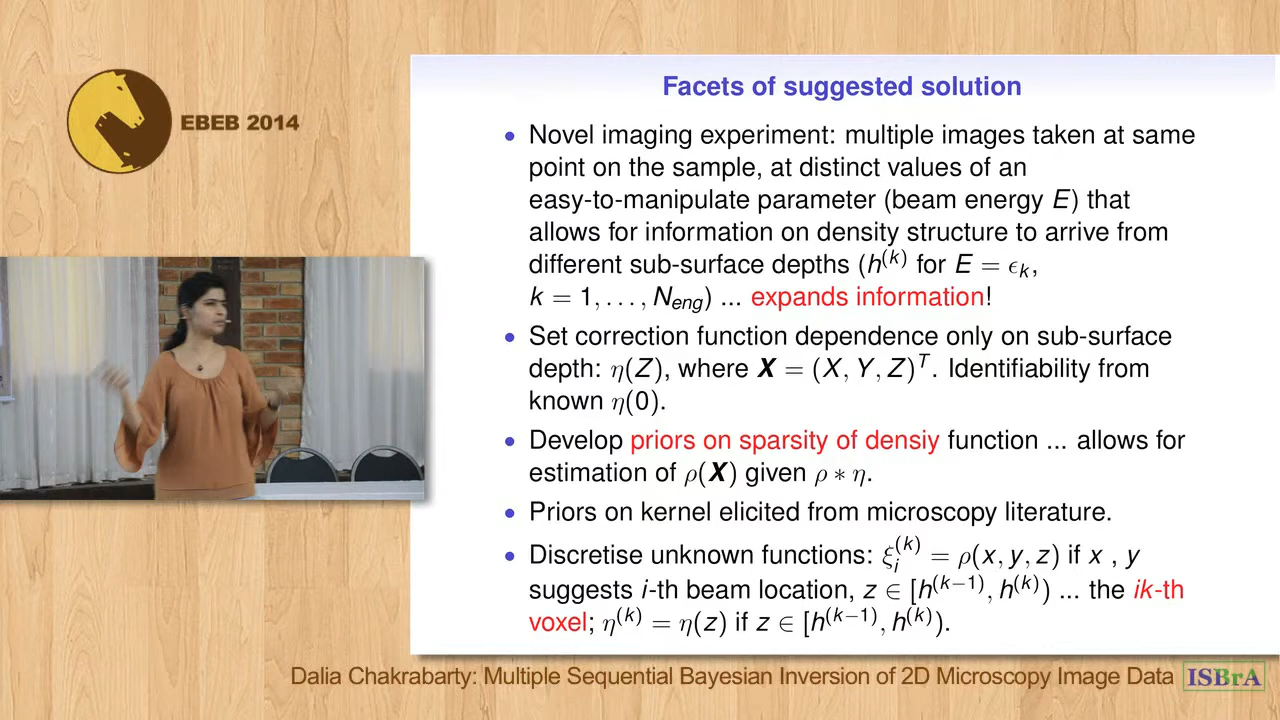 EBEB 2014
Facets of suggested solution
• Novel imaging experiment: multiple images taken at same
point on the sample, at distinct values of an
easy-to-manipulate parameter (beam energy E) that
allows for information on density structure to arrive from
different sub-surface depths (h^(k) for E = ϵ_k,
k = 1, . . . , N_eng) ... expands information!
• Set correction function dependence only on sub-surface
depth: η(Z), where X = (X, Y, Z)^T. Identifiability from
known η(0).
• Develop priors on sparsity of densiy function ... allows for
estimation of ρ(X) given ρ ∗ η.
• Priors on kernel elicited from microscopy literature.
• Discretise unknown functions: ξ_i^(k) = ρ(x, y, z) if x , y
suggests i-th beam location, z ∈ [h^(k−1), h^(k)) ... the ik-th
voxel; η^(k) = η(z) if z ∈ [h^(k−1), h^(k)).
Dalia Chakrabarty: Multiple Sequential Bayesian Inversion of 2D Microscopy Image Data
ISBrA